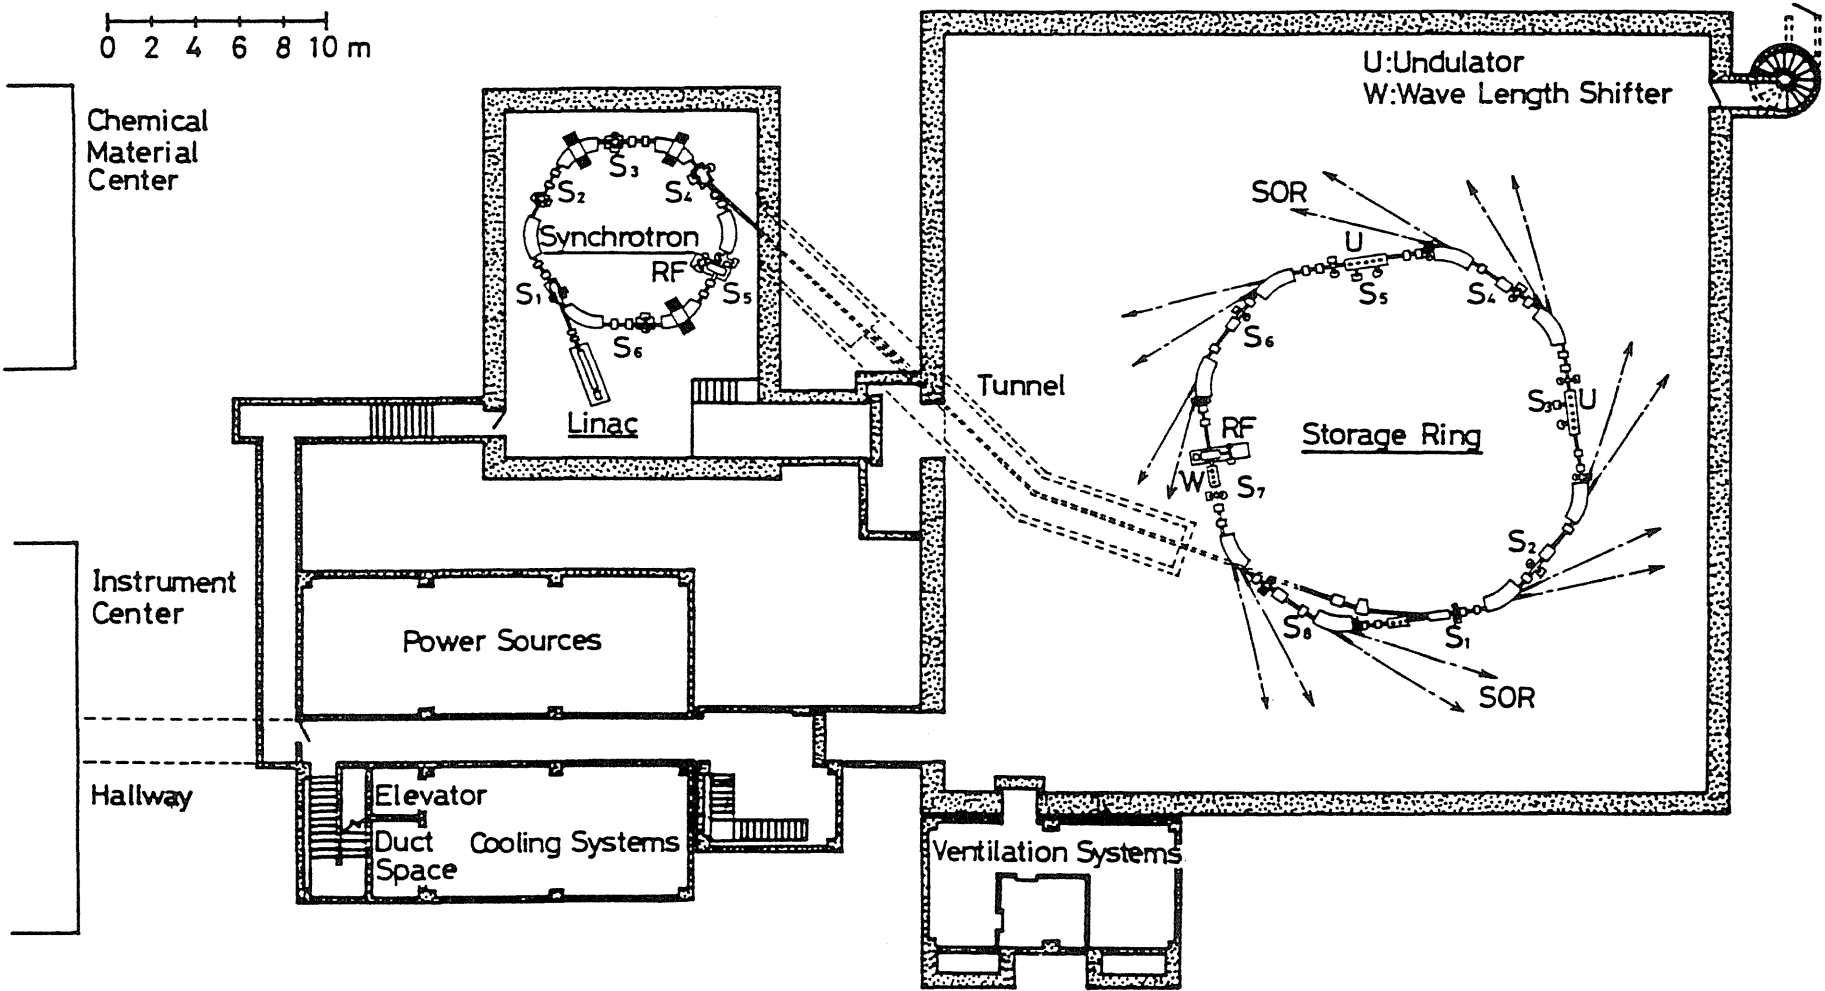 0 2 4 6 8 10 m
U:Undulator
W:Wave Length Shifter
Chemical
Material
Center
S3
S2
S4
Synchrotron
RF
S1
S5
S6
Linac
SOR
U
S5
S4
S6
Tunnel
S3
U
RF
Storage Ring
W
S7
S2
Instrument
Center
S8
S1
Power Sources
SOR
Hallway
Elevator
Duct
Space
Cooling Systems
Ventilation Systems